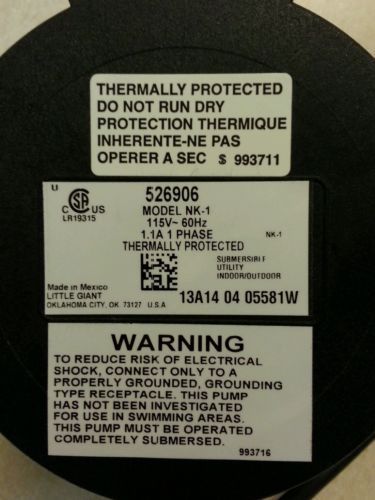 THERMALLY PROTECTED
DO NOT RUN DRY
PROTECTION THERMIQUE
INHERENTE-NE PAS
OPERER A SEC S 993711
U
C SA US
LR19315
526906
MODEL NK-1
115V~ 60Hz
1.1A 1 PHASE NK-1
THERMALLY PROTECTED
SUBMERSIBLE
UTILITY
INDOOR/OUTDOOR
Made in Mexico
LITTLE GIANT
OKLAHOMA CITY, OK 73127 U.S.A
13A14 04 05581W
WARNING
TO REDUCE RISK OF ELECTRICAL
SHOCK, CONNECT ONLY TO A
PROPERLY GROUNDED, GROUNDING
TYPE RECEPTACLE. THIS PUMP
HAS NOT BEEN INVESTIGATED
FOR USE IN SWIMMING AREAS.
THIS PUMP MUST BE OPERATED
COMPLETELY SUBMERSED.
993716